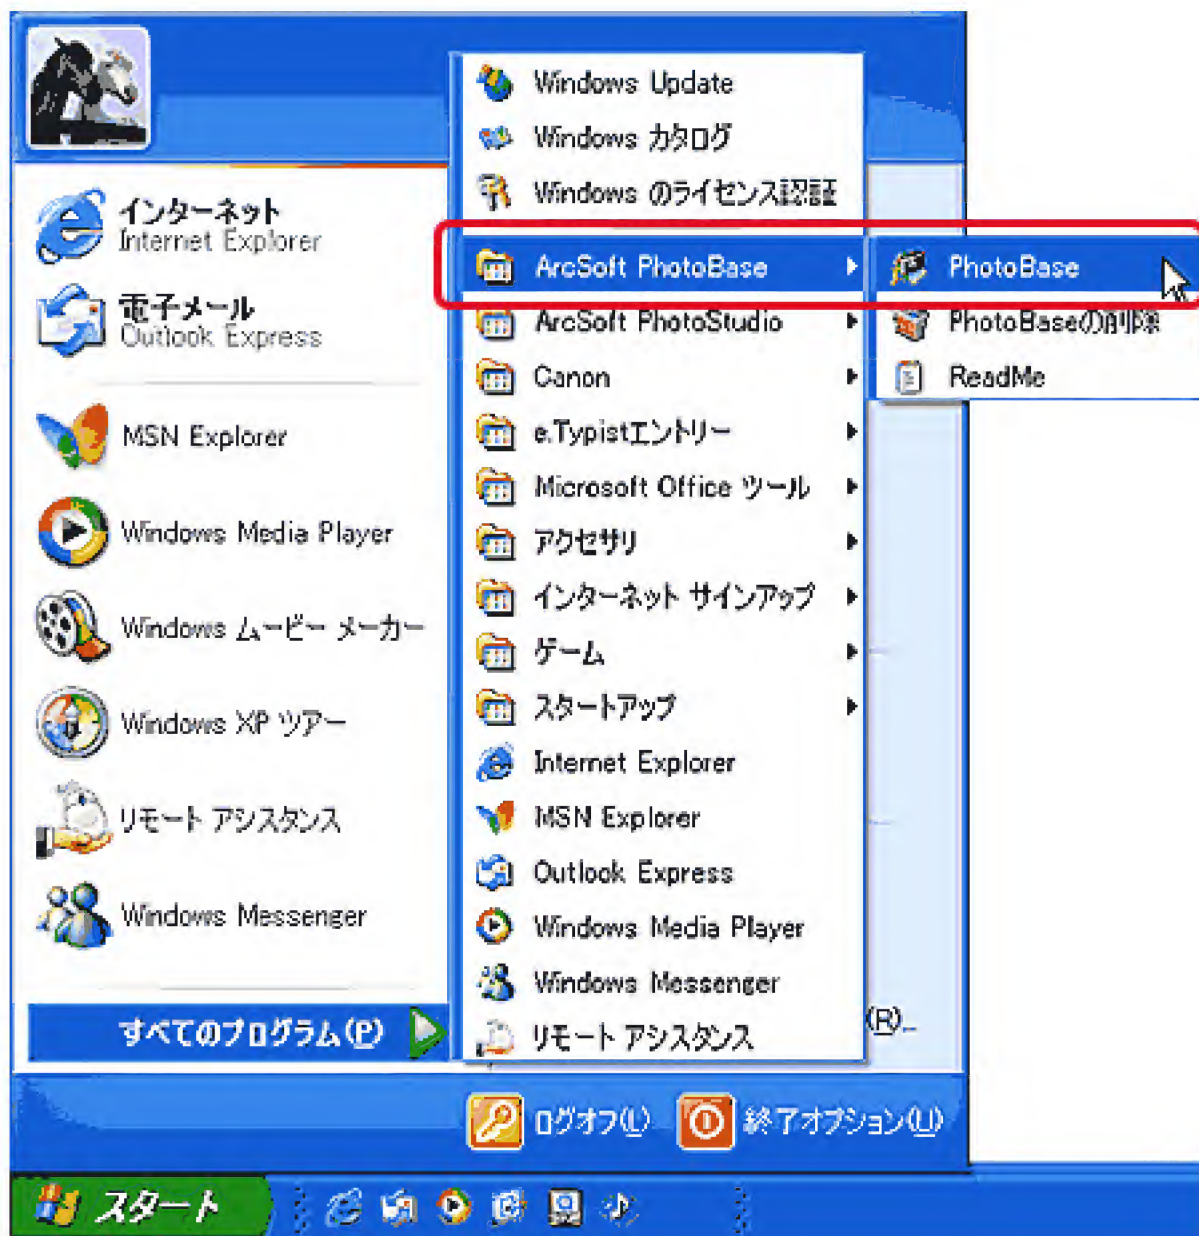 インターネット
Internet Explorer
電子メール
Outlook Express
MSN Explorer
Windows Media Player
Windows ムービー メーカー
Windows XP ツアー
リモート アシスタンス
Windows Messenger
すべてのプログラム(P)
Windows Update
Windows カタログ
Windows のライセンス認証
ArcSoft PhotoBase
ArcSoft PhotoStudio
Canon
e.Typistエントリー
Microsoft Office ツール
アクセサリ
インターネット サインアップ
ゲーム
スタートアップ
Internet Explorer
MSN Explorer
Outlook Express
Windows Media Player
Windows Messenger
リモート アシスタンス
PhotoBase
PhotoBaseの削除
ReadMe
(R)...
ログオフ(L)
終了オプション(U)
スタート